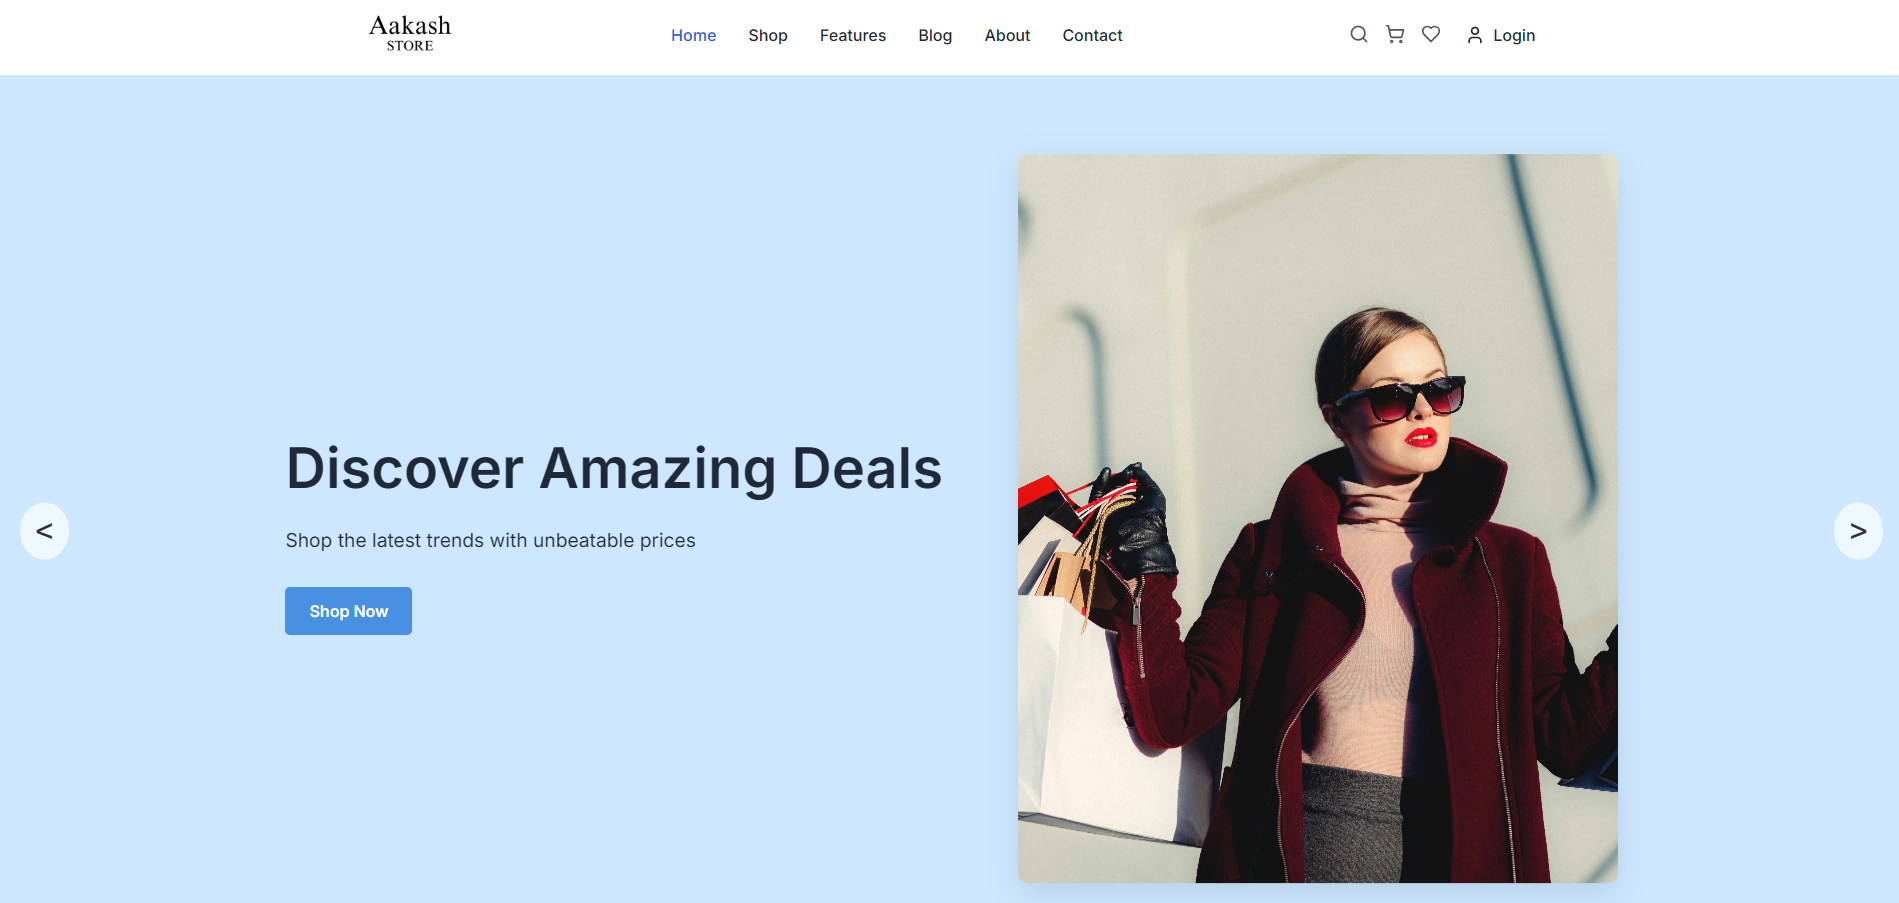 Aakash
STORE
Home Shop Features Blog About Contact Login
Discover Amazing Deals
< >
Shop the latest trends with unbeatable prices
Shop Now